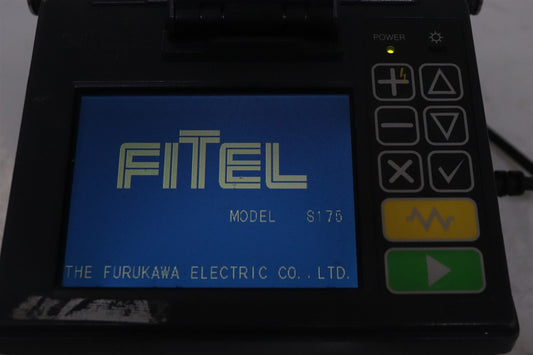 POWER
FITEL
MODEL S176
THE FURUKAWA ELECTRIC CO.,LTD.